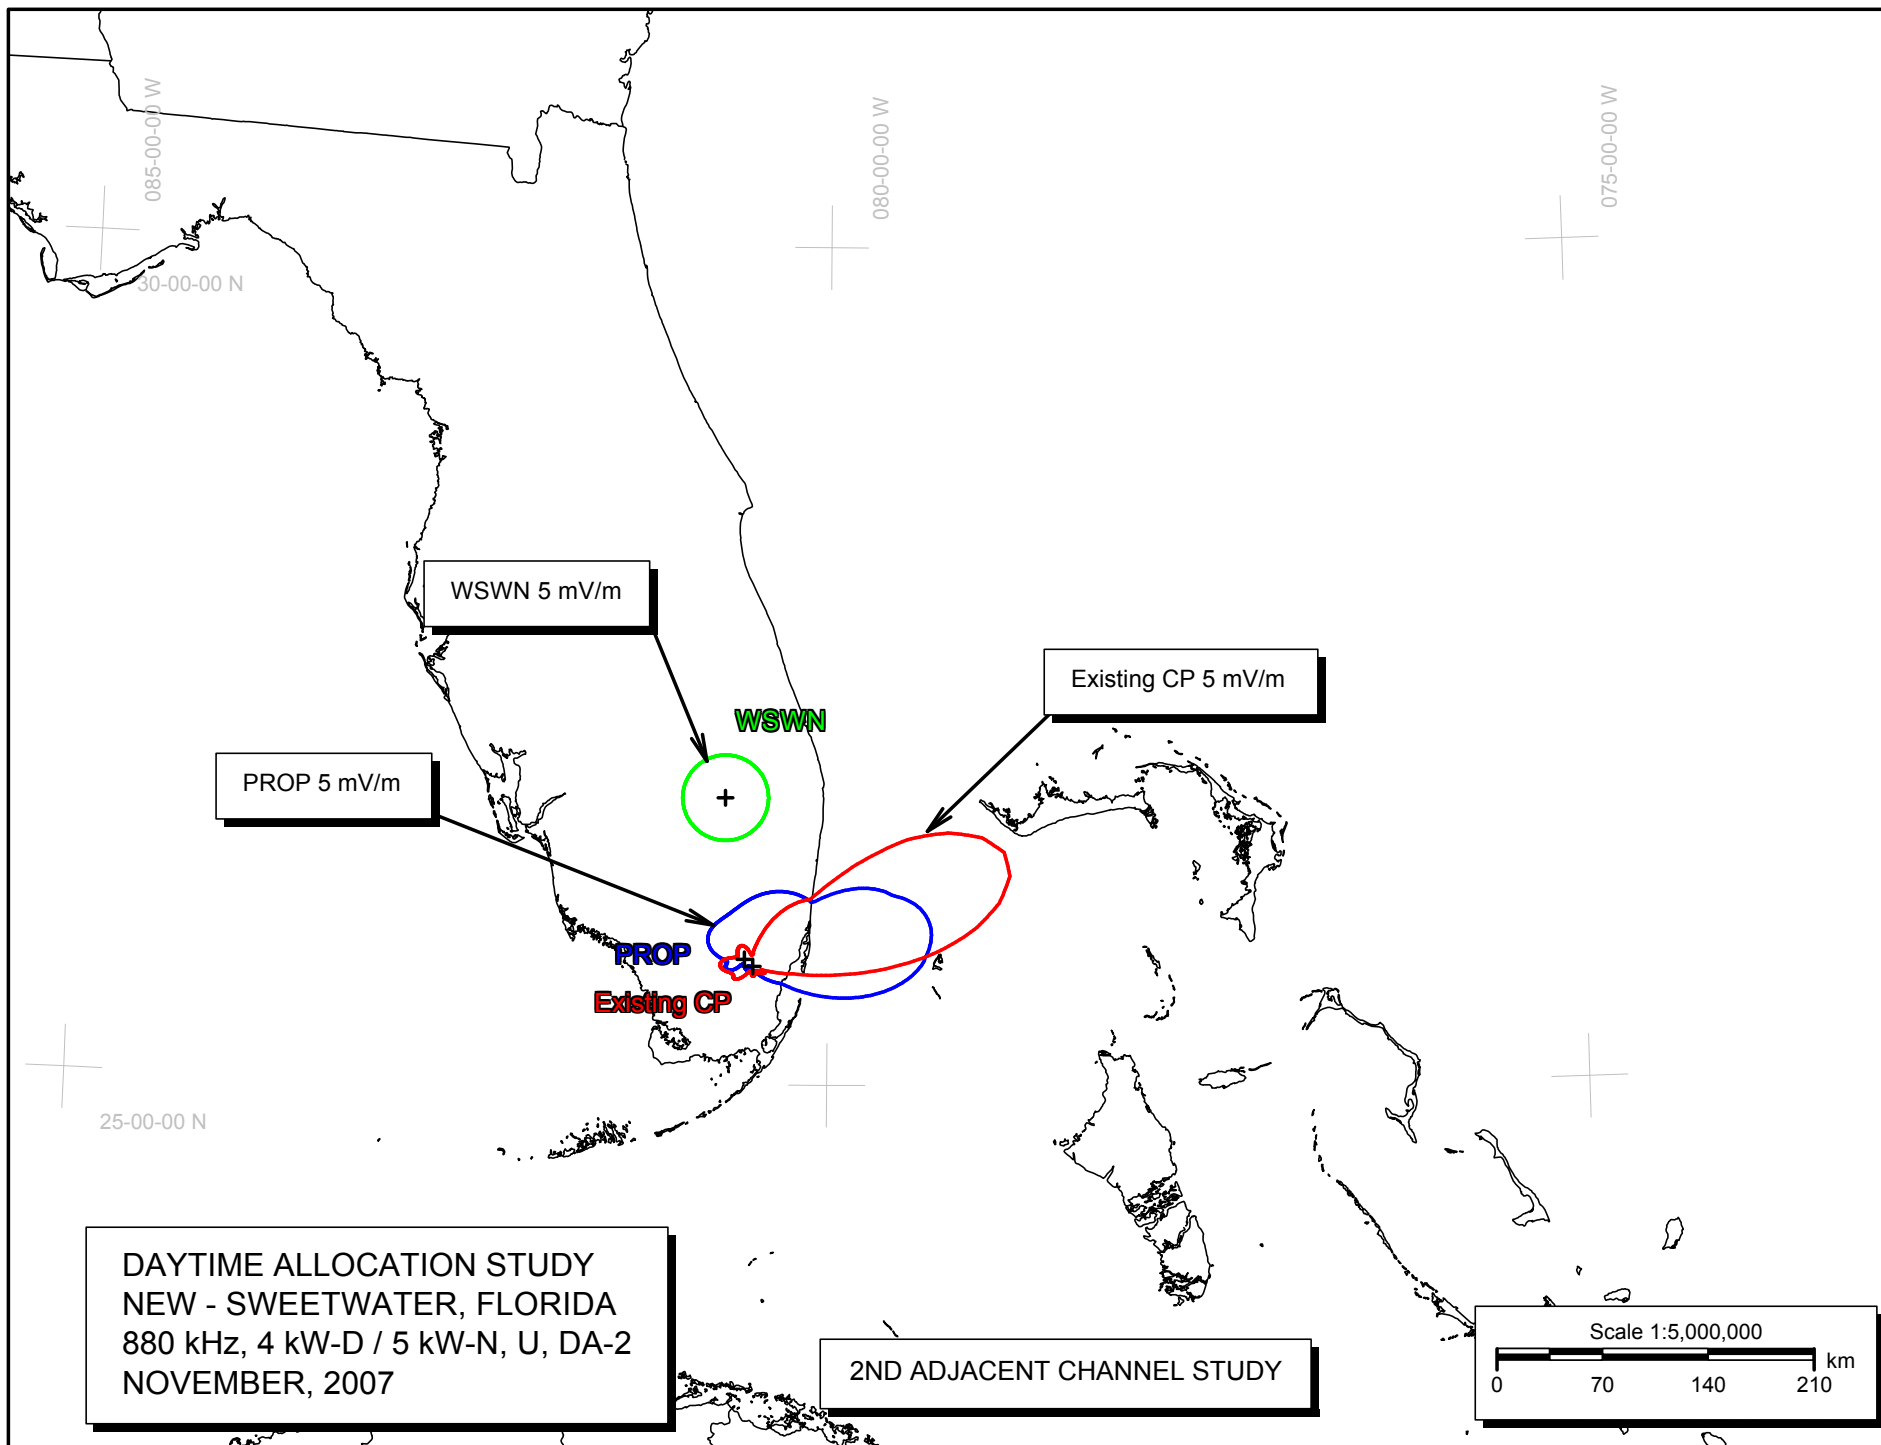 085-00-00 W
080-00-00 W
075-00-00 W
30-00-00 N
WSWN 5 mV/m
Existing CP 5 mV/m
WSWN
PROP 5 mV/m
PROP
Existing CP
25-00-00 N
DAYTIME ALLOCATION STUDY
NEW - SWEETWATER, FLORIDA
880 kHz, 4 kW-D / 5 kW-N, U, DA-2
NOVEMBER, 2007
2ND ADJACENT CHANNEL STUDY
Scale 1:5,000,000
km
0 70 140 210